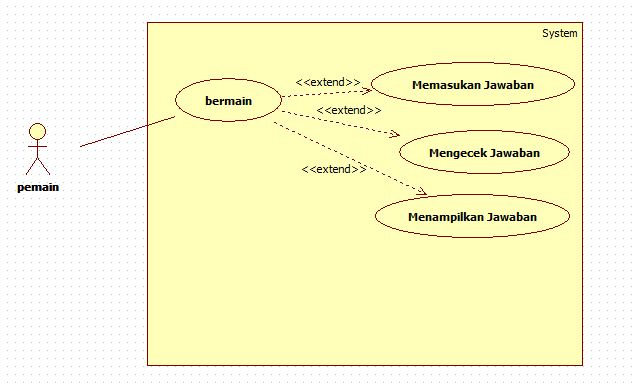 System
<<extend>>
Memasukan Jawaban
bermain
<<extend>>
Mengecek Jawaban
<<extend>>
pemain
Menampilkan Jawaban